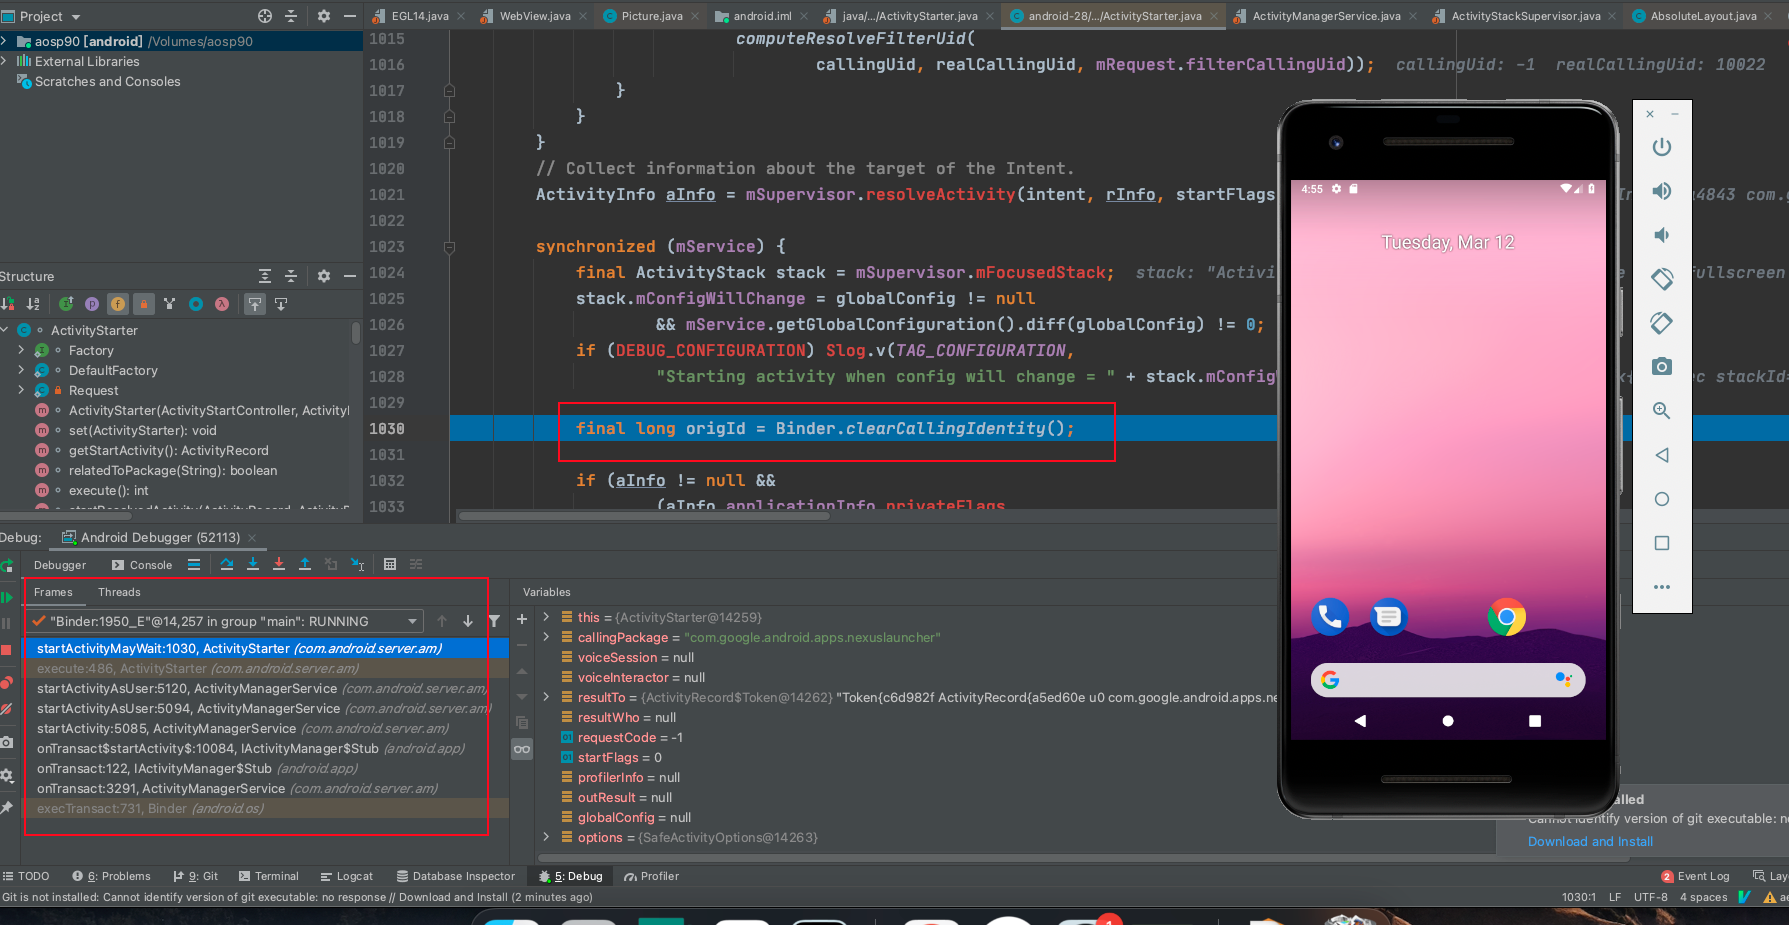 Project
EGL14.java
WebView.java
Picture.java
android.iml
java/.../ActivityStarter.java
android-28/.../ActivityStarter.java
ActivityManagerService.java
ActivityStackSupervisor.java
AbsoluteLayout.java
aosp90 [android] /Volumes/aosp90
External Libraries
Scratches and Consoles
1015 computeResolveFilterUid(
1016 callingUid, realCallingUid, mRequest.filterCallingUid)); callingUid: -1 realCallingUid: 10022
1017 }
1018 }
1019 }
1020 // Collect information about the target of the Intent.
1021 ActivityInfo aInfo = mSupervisor.resolveActivity(intent, rInfo, startFlags
4843 com.g
1022
1023 synchronized (mService) {
1024 final ActivityStack stack = mSupervisor.mFocusedStack; stack: "Activi
fullscreen
1025 stack.mConfigWillChange = globalConfig != null
1026 && mService.getGlobalConfiguration().diff(globalConfig) != 0;
1027 if (DEBUG_CONFIGURATION) Slog.v(TAG_CONFIGURATION,
1028 "Starting activity when config will change = " + stack.mConfigW
stackId=
1029
1030 final long origId = Binder.clearCallingIdentity();
1031
1032 if (aInfo != null &&
1033 (aInfo.applicationInfo.privateFlags
Structure
ActivityStarter
Factory
DefaultFactory
Request
ActivityStarter(ActivityStartController, Activityl
set(ActivityStarter): void
getStartActivity(): ActivityRecord
relatedToPackage(String): boolean
execute(): int
startResolvedActivity(ActivityRecord, ActivityS
4:55
Tuesday, Mar 12
Debug:
Android Debugger (52113)
Debugger
Console
Frames
Threads
"Binder:1950_E"@14,257 in group "main": RUNNING
startActivityMayWait:1030, ActivityStarter (com.android.server.am)
execute:486, ActivityStarter (com.android.server.am)
startActivityAsUser:5120, ActivityManagerService (com.android.server.am)
startActivityAsUser:5094, ActivityManagerService (com.android.server.am)
startActivity:5085, ActivityManagerService (com.android.server.am)
onTransact$startActivity$:10084, IActivityManager$Stub (android.app)
onTransact:122, IActivityManager$Stub (android.app)
onTransact:3291, ActivityManagerService (com.android.server.am)
execTransact:731, Binder (android.os)
Variables
this = {ActivityStarter@14259}
callingPackage = "com.google.android.apps.nexuslauncher"
voiceSession = null
voiceInteractor = null
resultTo = {ActivityRecord$Token@14262} "Token{c6d982f ActivityRecord{a5ed60e u0 com.google.android.apps.ne
resultWho = null
requestCode = -1
startFlags = 0
profilerInfo = null
outResult = null
globalConfig = null
options = {SafeActivityOptions@14263}
alled
Cannot identify version of git executable: no
Download and Install
TODO
6: Problems
9: Git
Terminal
Logcat
Database Inspector
5: Debug
Profiler
2 Event Log
Lay
Git is not installed: Cannot identify version of git executable: no response // Download and Install (2 minutes ago)
1030:1 LF UTF-8 4 spaces
ae
1